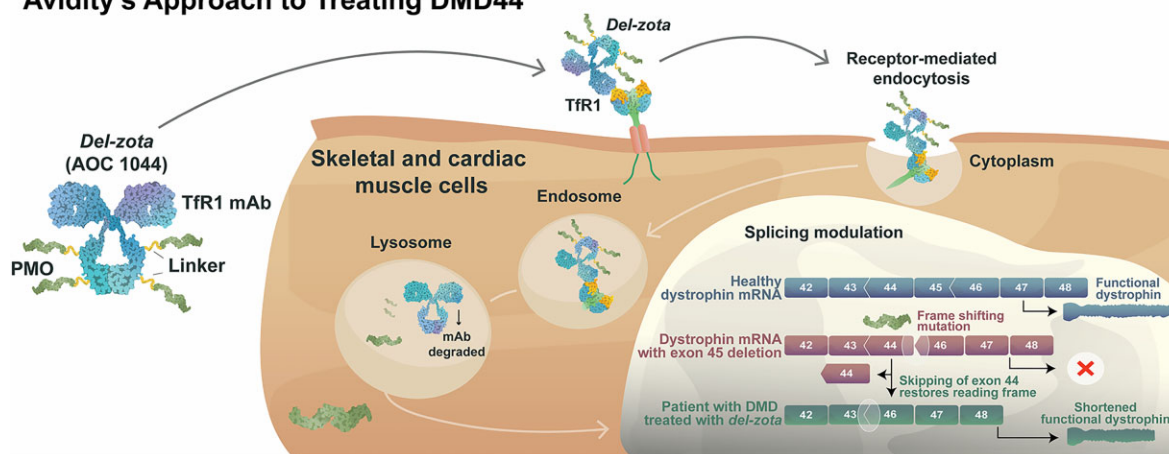 Avidity's Approach to Treating DMD44
Del-zota
(AOC 1044)
TfR1 mAb
PMO
Linker
Del-zota
TfR1
Receptor-mediated
endocytosis
Skeletal and cardiac
muscle cells
Cytoplasm
Endosome
Lysosome
mAb
degraded
Splicing modulation
Healthy
dystrophin mRNA
42 43 44 45 46 47 48
Functional
dystrophin
Frame shifting
mutation
Dystrophin mRNA
with exon 45 deletion
42 43 44 46 47 48
44
Skipping of exon 44
restores reading frame
Patient with DMD
treated with del-zota
42 43 46 47 48
Shortened
functional dystrophin